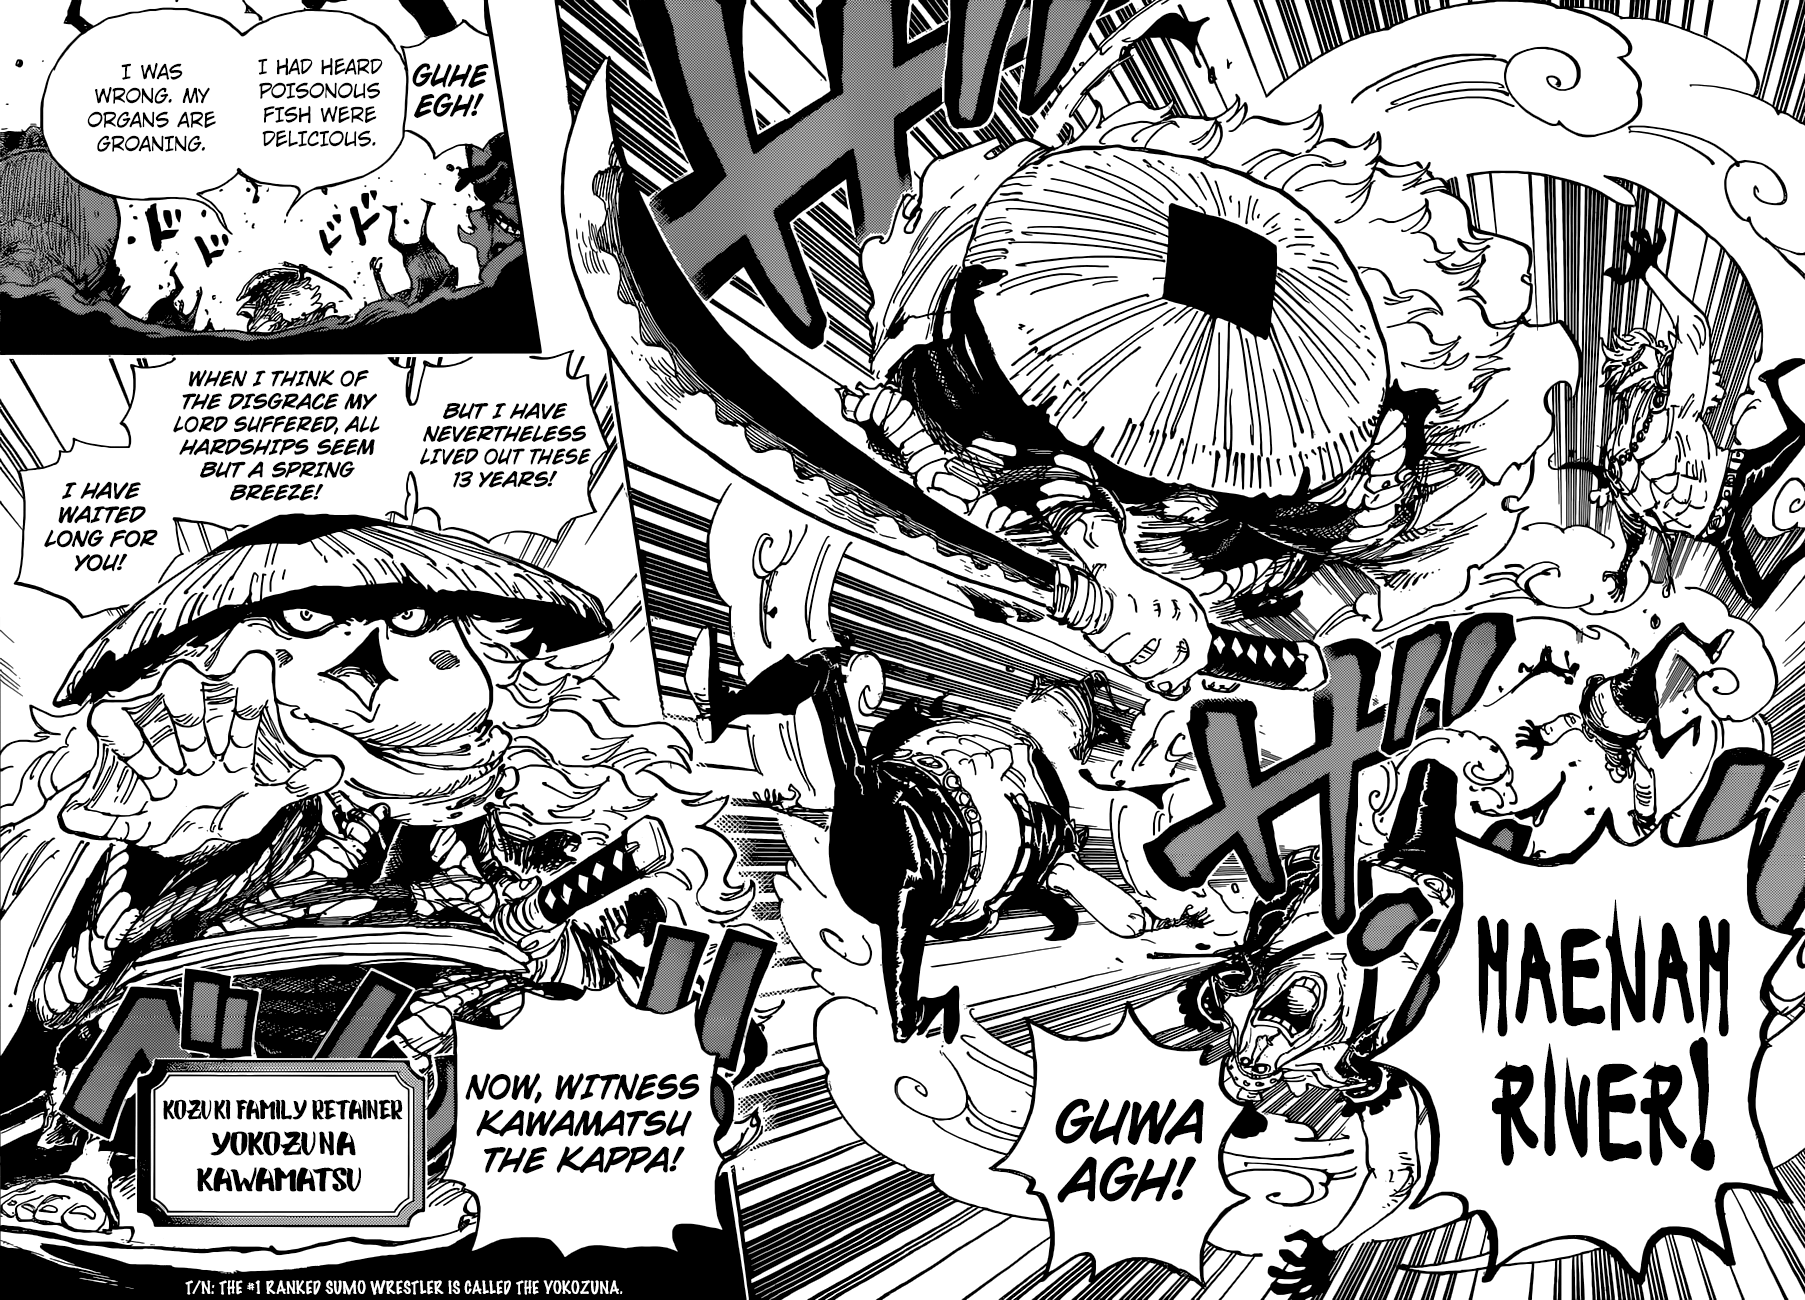 MAENAM
RIVER!
GUWA
AGH!
GUHE
EGH!
I HAD HEARD
POISONOUS
FISH WERE
DELICIOUS.
I WAS
WRONG. MY
ORGANS ARE
GROANING.
ドド
ドド
BUT I HAVE
NEVERTHELESS
LIVED OUT THESE
13 YEARS!
WHEN I THINK OF
THE DISGRACE MY
LORD SUFFERED, ALL
HARDSHIPS SEEM
BUT A SPRING
BREEZE!
I HAVE
WAITED
LONG FOR
YOU!
NOW, WITNESS
KAWAMATSU
THE KAPPA!
KOZUKI FAMILY RETAINER
YOKOZUNA
KAWAMATSU
T/N: THE #1 RANKED SUMO WRESTLER IS CALLED THE YOKOZUNA.